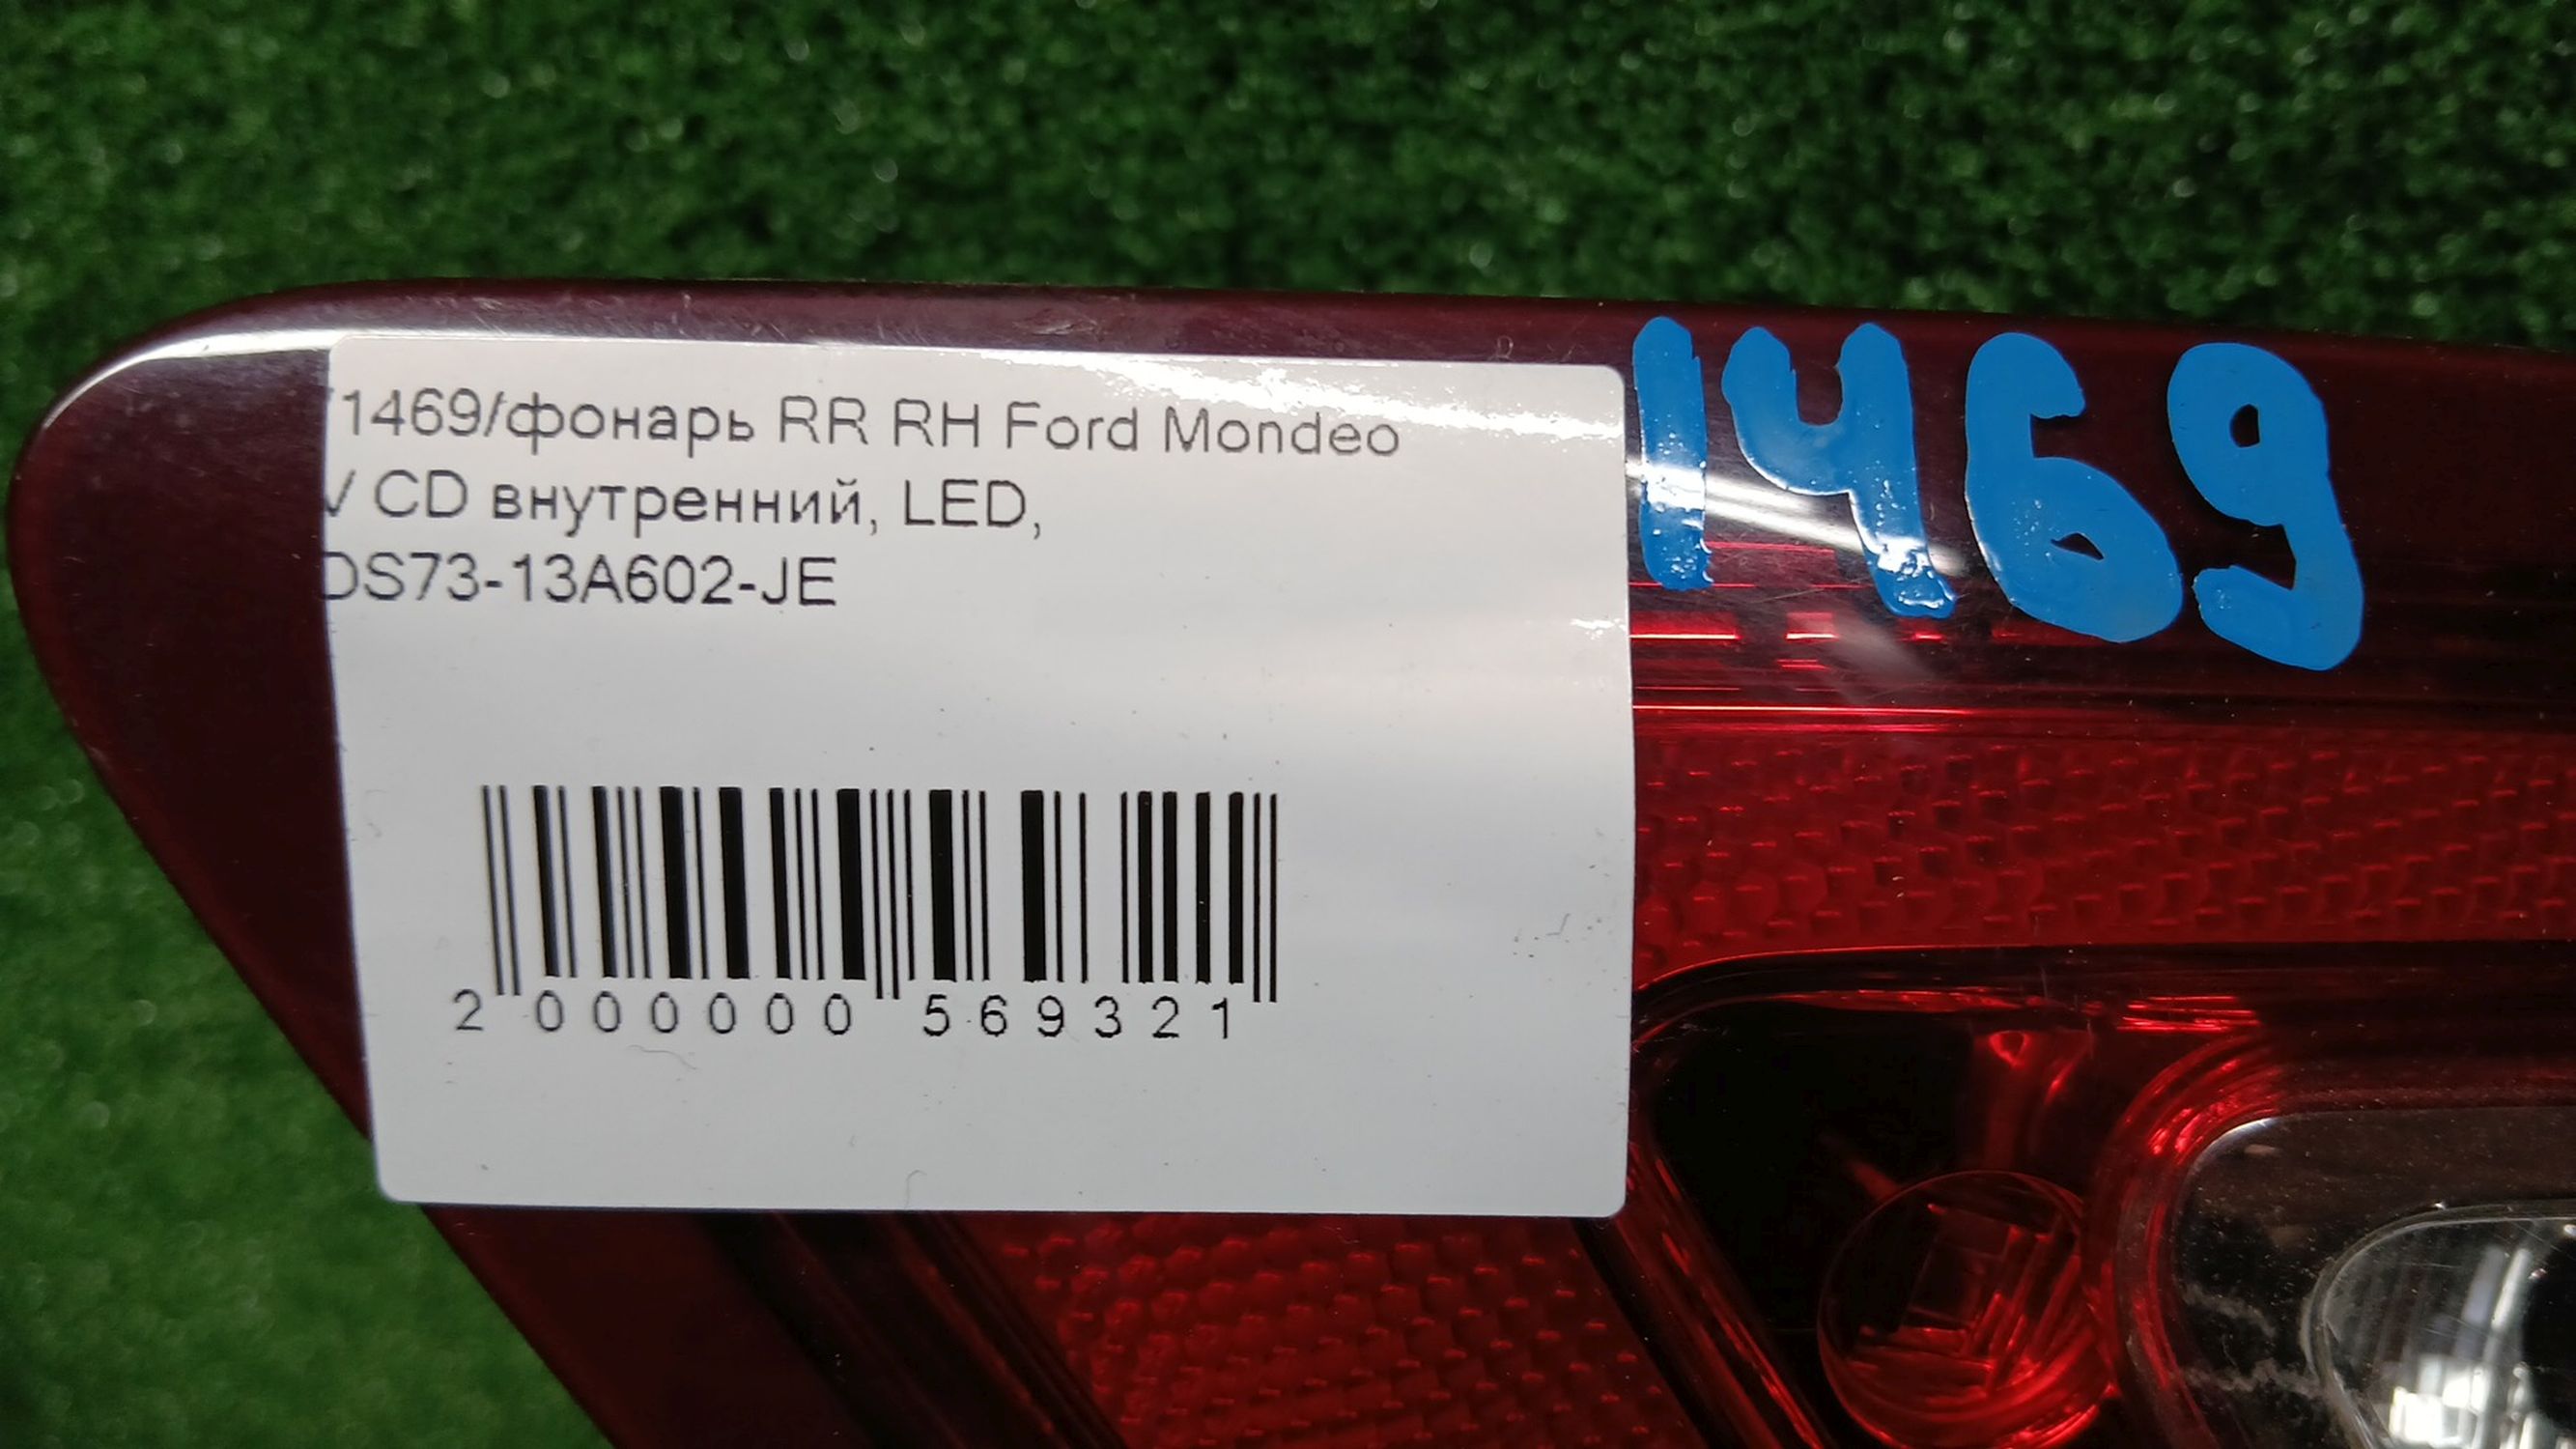 1469/фонарь RR RH Ford Mondeo
V CD внутренний, LED,
DS73-13A602-JE
2 000000 569321
1469